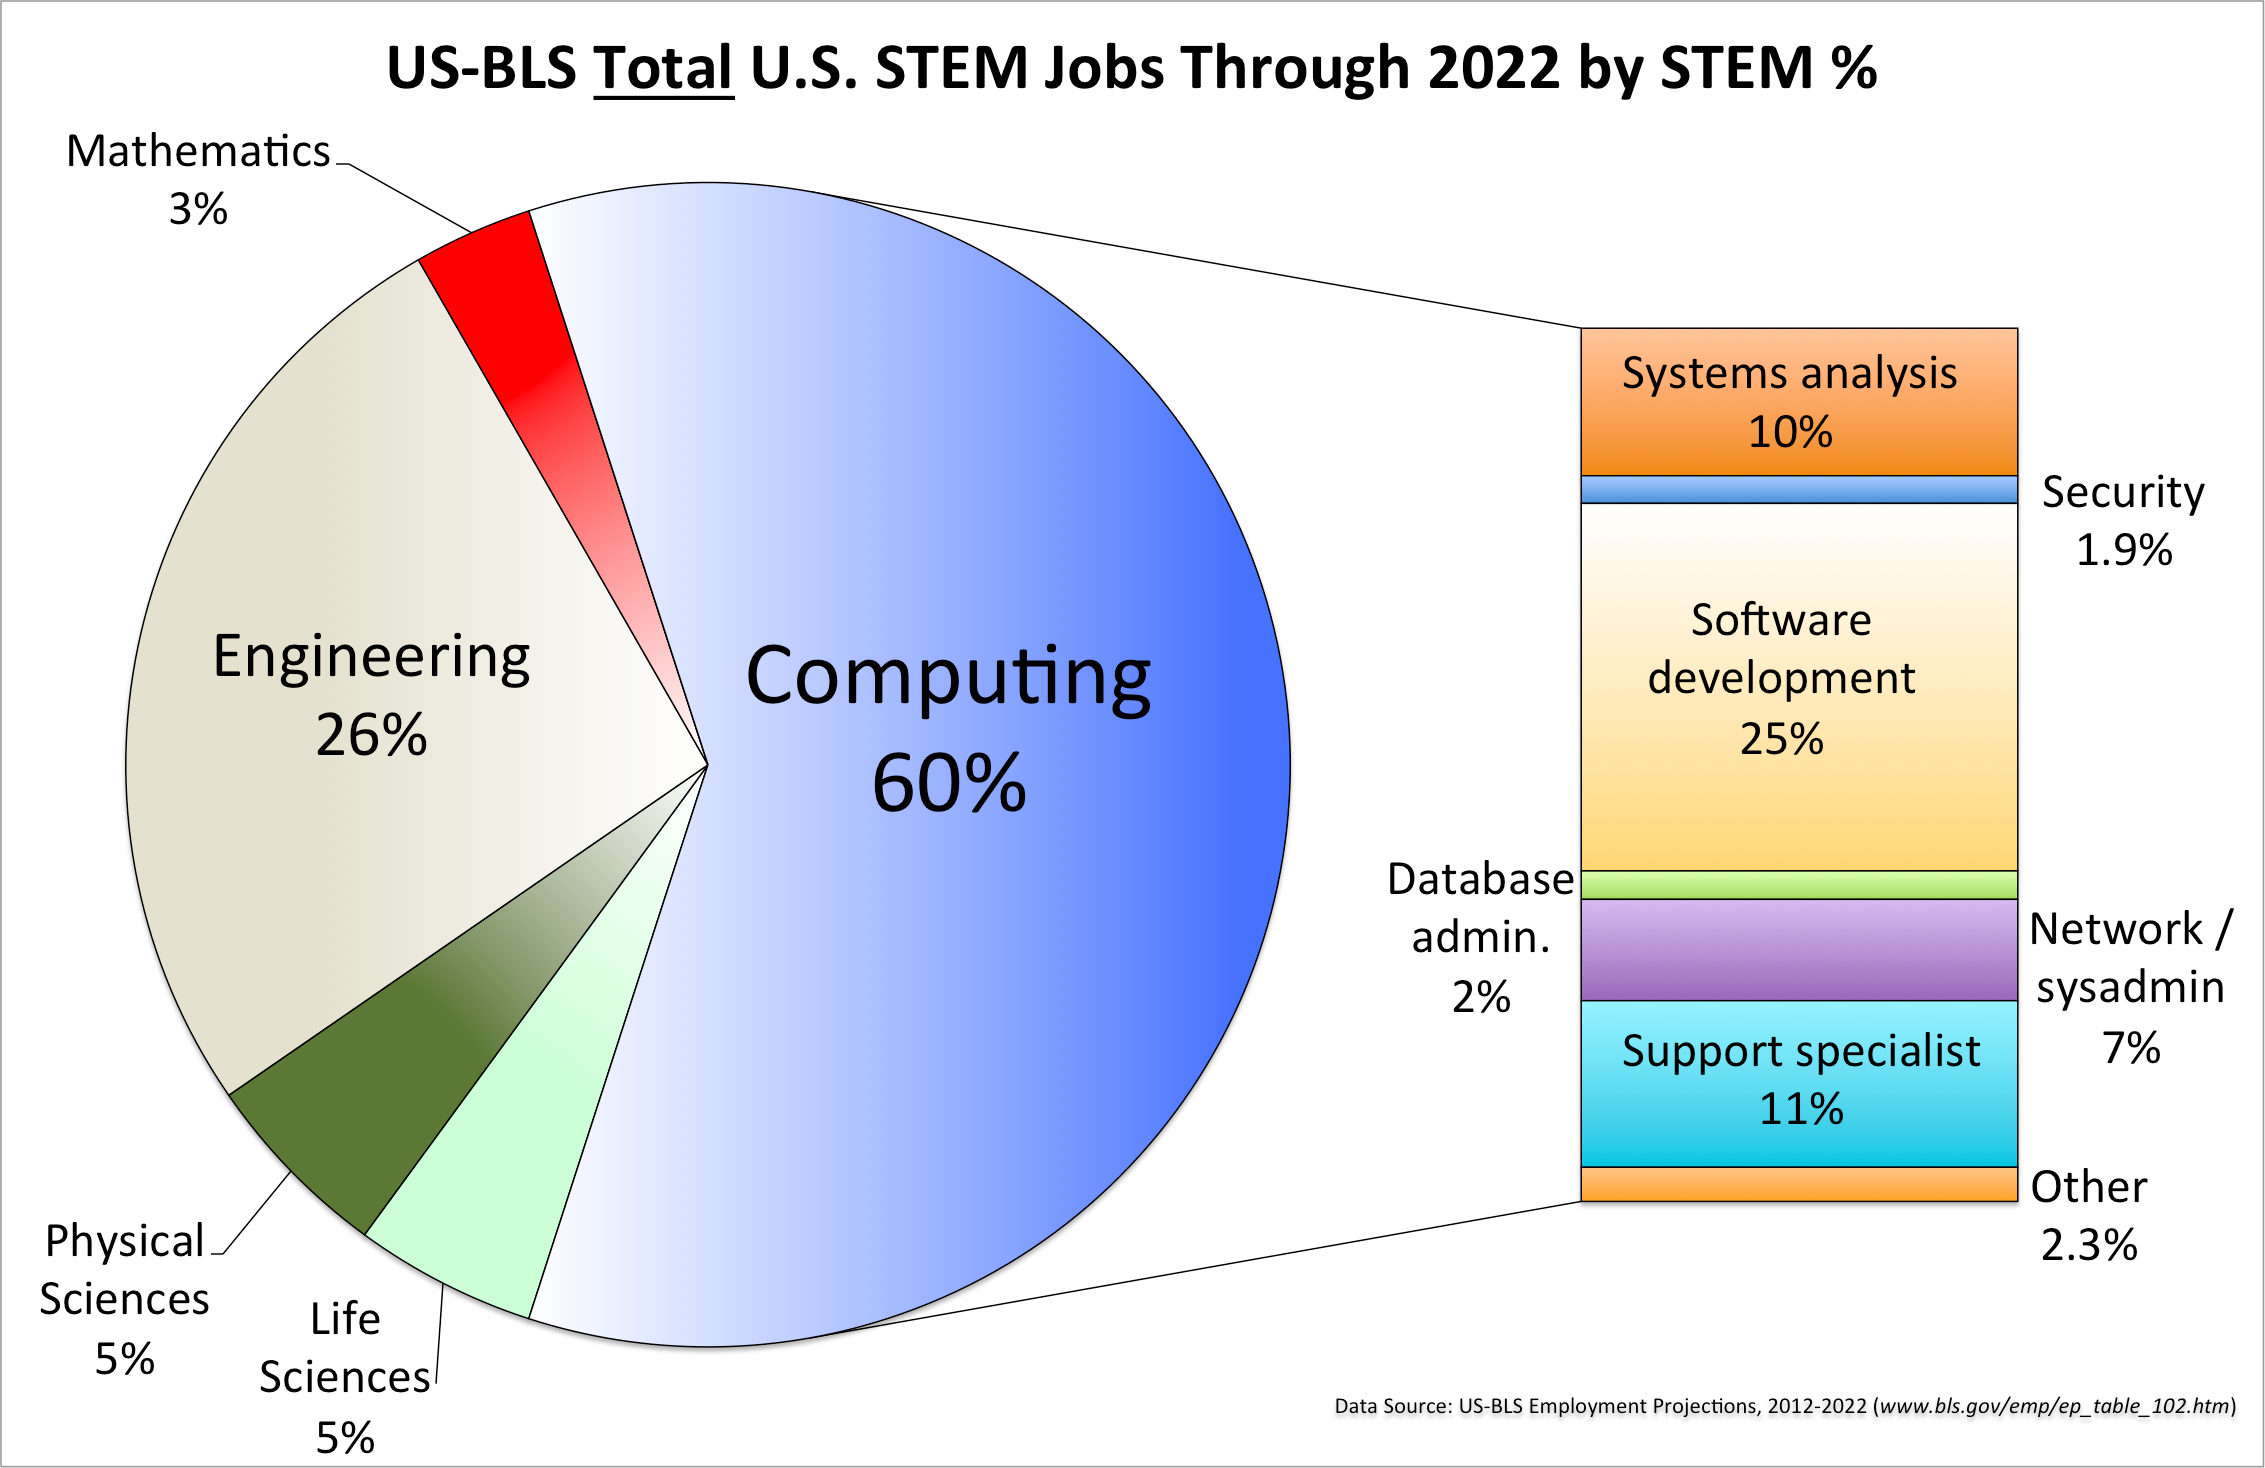 US-BLS Total U.S. STEM Jobs Through 2022 by STEM %
Mathematics
3%
Engineering
26%
Computing
60%
Physical
Sciences
5%
Life
Sciences
5%
Systems analysis
10%
Security
1.9%
Software
development
25%
Database
admin.
2%
Network /
sysadmin
7%
Support specialist
11%
Other
2.3%
Data Source: US-BLS Employment Projections, 2012-2022 (www.bls.gov/emp/ep_table_102.htm)